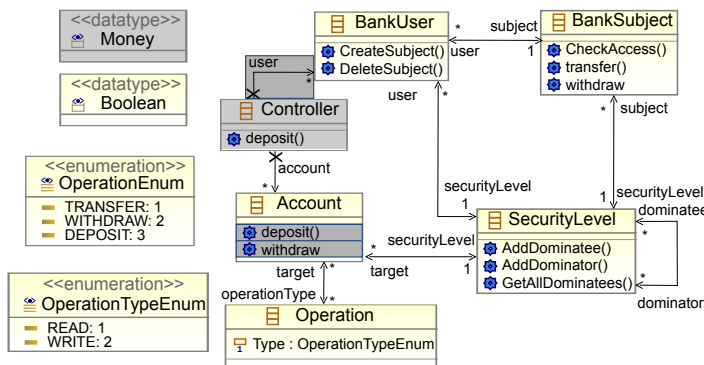 <<datatype>>
Money
<<datatype>>
Boolean
<<enumeration>>
OperationEnum
TRANSFER: 1
WITHDRAW: 2
DEPOSIT: 3
<<enumeration>>
OperationTypeEnum
READ: 1
WRITE: 2
BankUser
CreateSubject()
DeleteSubject()
*
subject
user
1
BankSubject
CheckAccess()
transfer()
withdraw
user
*
Controller
deposit()
account
*
*
user
securityLevel
1
*
subject
1
securityLevel
Account
deposit()
withdraw
*
target
securityLevel
1
SecurityLevel
AddDominatee()
AddDominator()
GetAllDominatees()
dominatee
*
*
dominator
target
*
operationType
*
Operation
1
Type : OperationTypeEnum